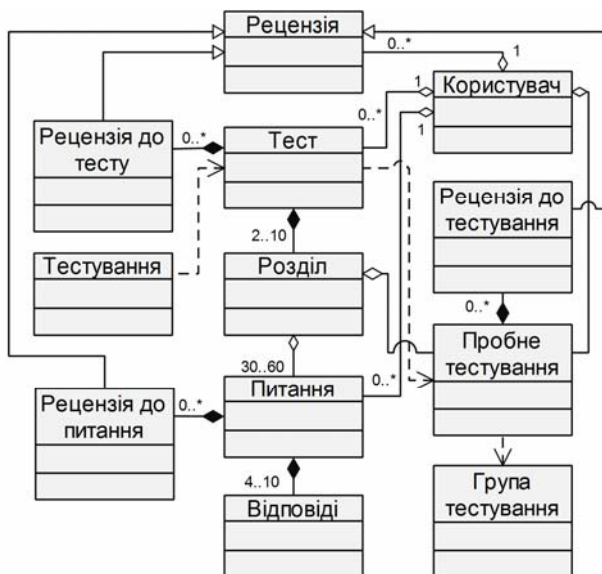 Рецензія
0..*
1
Користувач
1
0..*
1
Рецензія до
тесту
0..*
Тест
Рецензія до
тестування
2..10
Тестування
Розділ
0..*
Пробне
тестування
30..60
0..*
Питання
Рецензія до
питання
0..*
4..10
Відповіді
Група
тестування